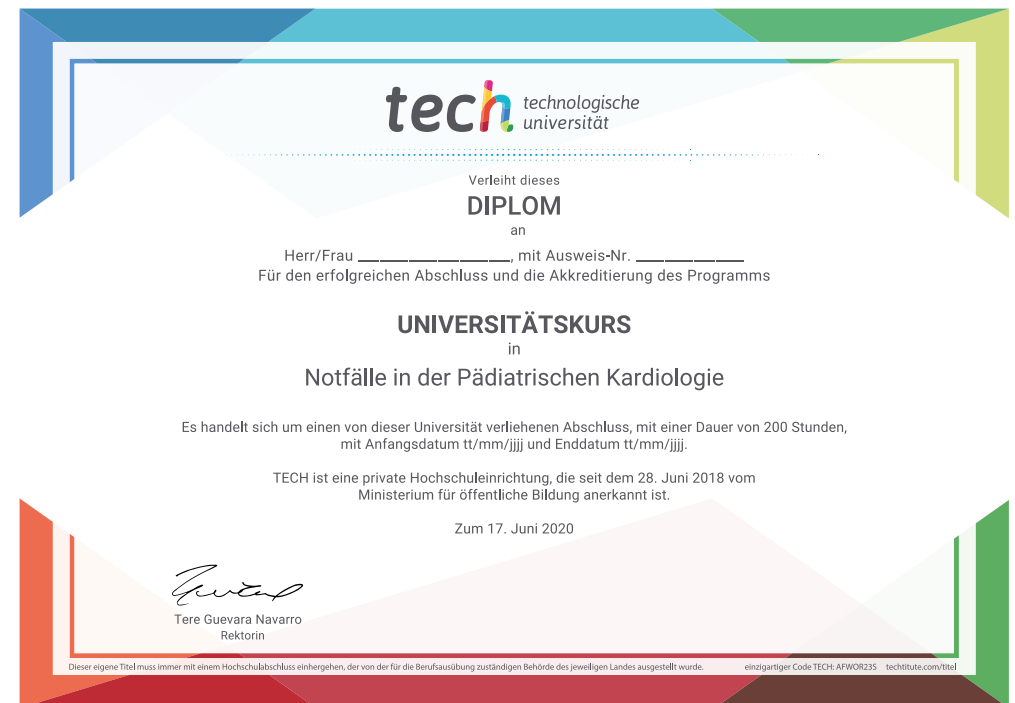 tech technologische
universität
Verleiht dieses
DIPLOM
an
Herr/Frau ____________________, mit Ausweis-Nr. ______________
Für den erfolgreichen Abschluss und die Akkreditierung des Programms
UNIVERSITÄTSKURS
in
Notfälle in der Pädiatrischen Kardiologie
Es handelt sich um einen von dieser Universität verliehenen Abschluss, mit einer Dauer von 200 Stunden,
mit Anfangsdatum tt/mm/jjjj und Enddatum tt/mm/jjjj.
TECH ist eine private Hochschuleinrichtung, die seit dem 28. Juni 2018 vom
Ministerium für öffentliche Bildung anerkannt ist.
Zum 17. Juni 2020
Tere Guevara Navarro
Rektorin
Dieser eigene Titel muss immer mit einem Hochschulabschluss einhergehen, der von der für die Berufsausübung zuständigen Behörde des jeweiligen Landes ausgestellt wurde. einzigartiger Code TECH: AFWOR23S techtitute.com/titel